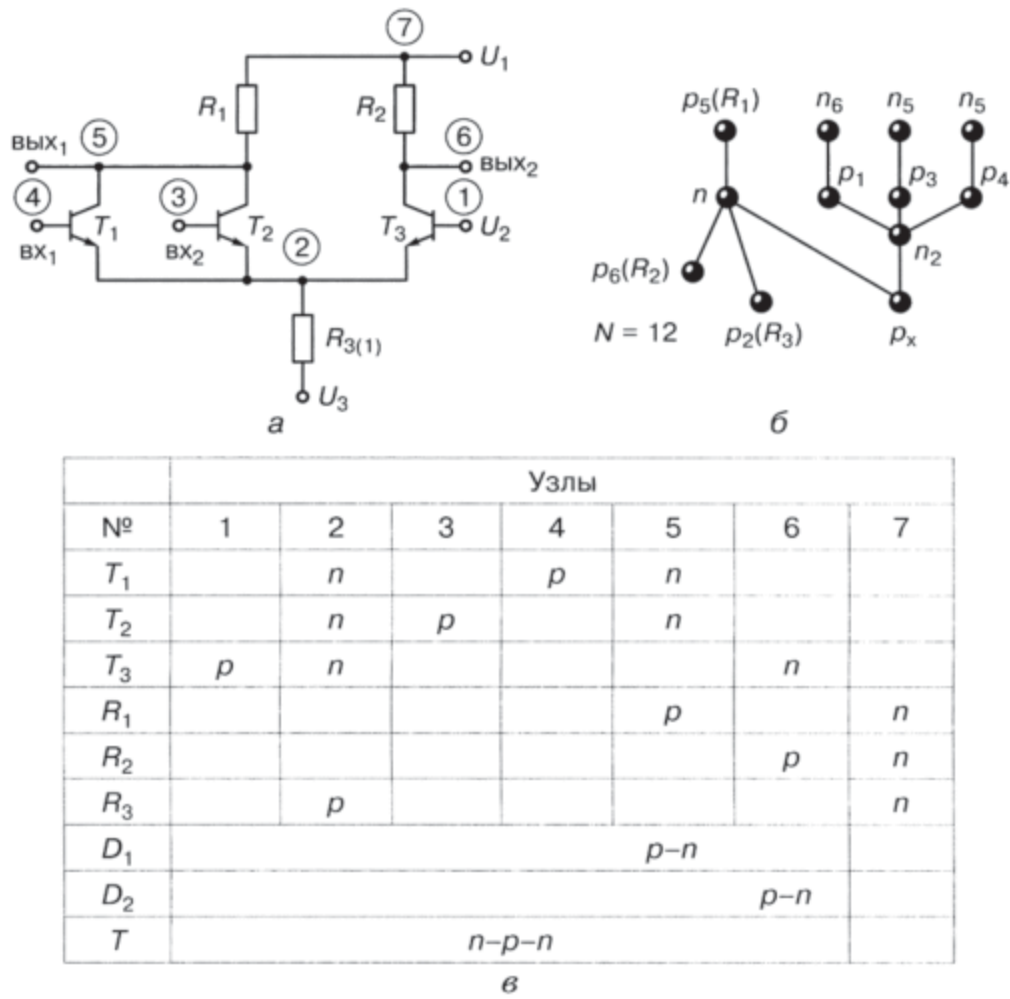 ⑦
U₁
R₁
R₂
вых₁
⑤
⑥
вых₂
④
③
①
T₁
T₂
T₃
U₂
вх₁
вх₂
②
R₃₍₁₎
U₃
а
p₅(R₁)
n₆
n₅
n₅
n
p₁
p₃
p₄
n₂
p₆(R₂)
N = 12
p₂(R₃)
pₓ
б
Узлы
№ 1 2 3 4 5 6 7
T₁ n p n
T₂ n p n
T₃ p n n
R₁ p n
R₂ p n
R₃ p n
D₁ p–n
D₂ p–n
T n–p–n
в